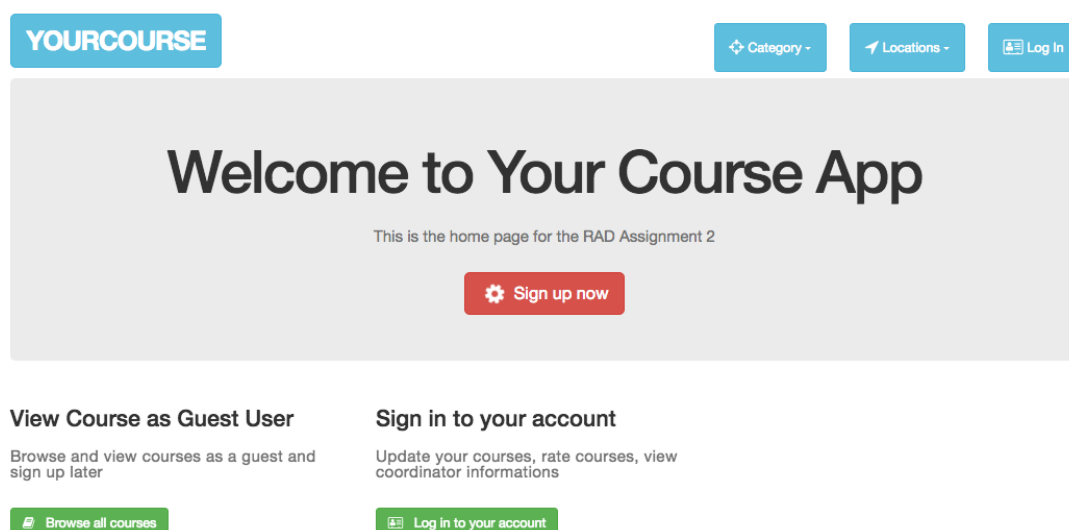 YOURCOURSE
Category
Locations
Log In
Welcome to Your Course App
This is the home page for the RAD Assignment 2
Sign up now
View Course as Guest User
Browse and view courses as a guest and
sign up later
Browse all courses
Sign in to your account
Update your courses, rate courses, view
coordinator informations
Log in to your account